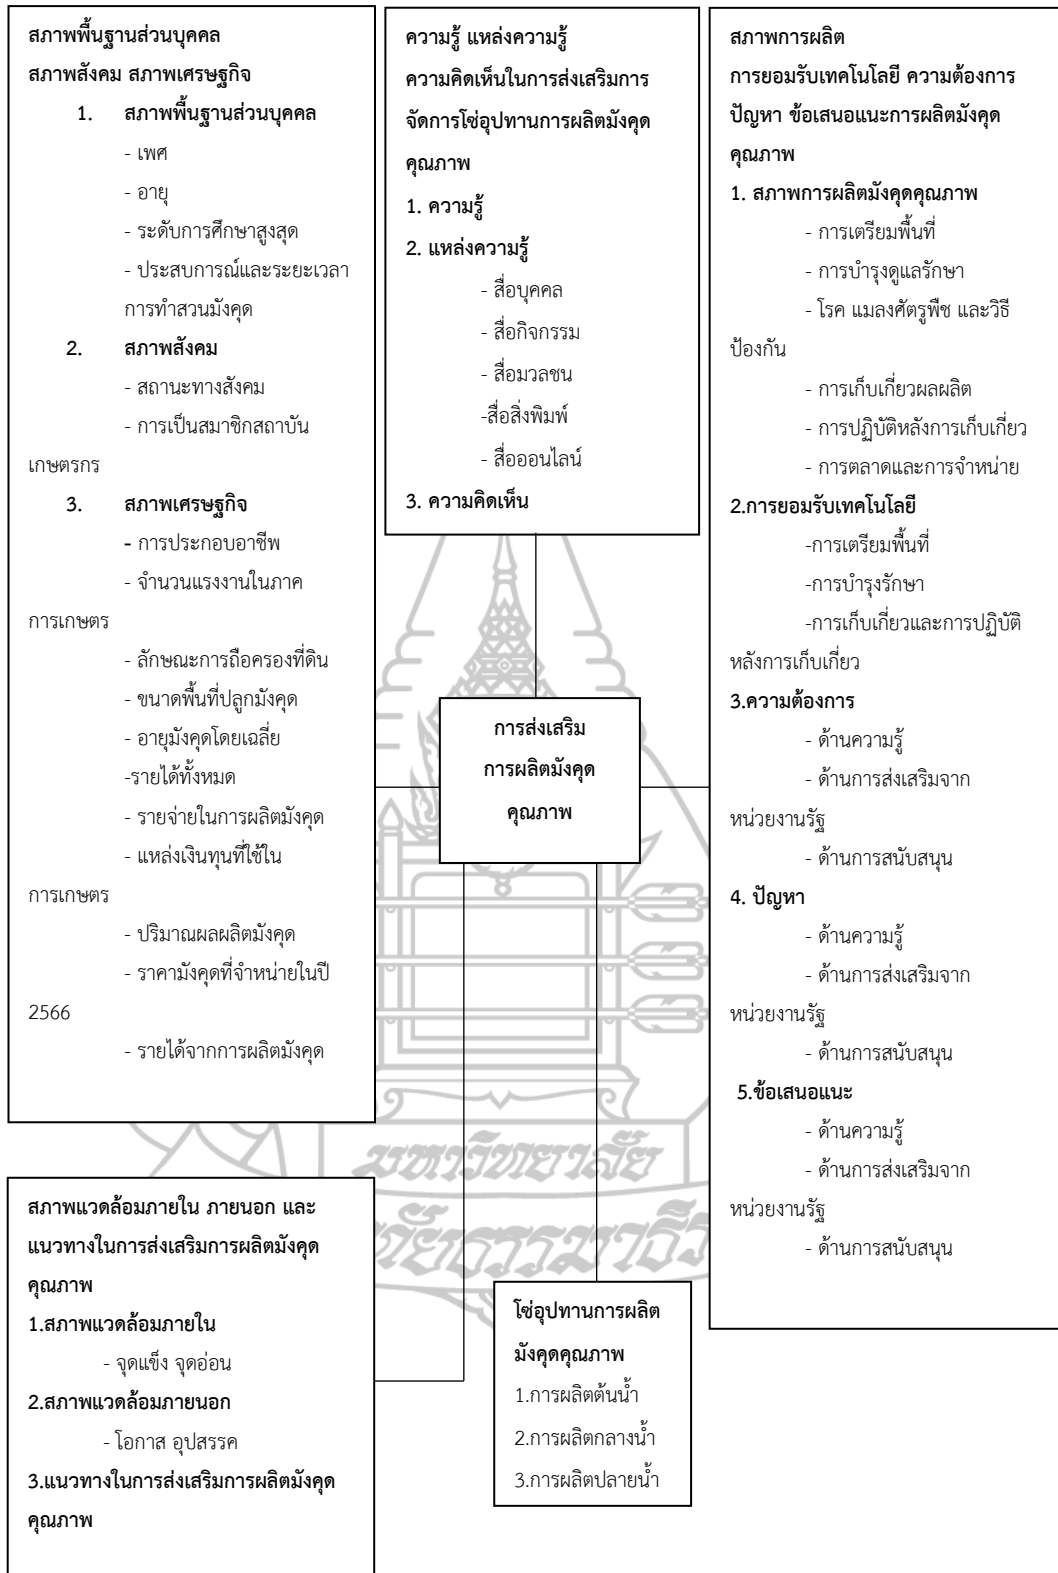 สภาพพื้นฐานส่วนบุคคล
สภาพสังคม สภาพเศรษฐกิจ
1. สภาพพื้นฐานส่วนบุคคล
- เพศ
- อายุ
- ระดับการศึกษาสูงสุด
- ประสบการณ์และระยะเวลา
การทำสวนมังคุด
2. สภาพสังคม
- สถานะทางสังคม
- การเป็นสมาชิกสถาบัน
เกษตรกร
3. สภาพเศรษฐกิจ
- การประกอบอาชีพ
- จำนวนแรงงานในภาค
การเกษตร
- ลักษณะการถือครองที่ดิน
- ขนาดพื้นที่ปลูกมังคุด
- อายุมังคุดโดยเฉลี่ย
-รายได้ทั้งหมด
- รายจ่ายในการผลิตมังคุด
- แหล่งเงินทุนที่ใช้ใน
การเกษตร
- ปริมาณผลผลิตมังคุด
- ราคามังคุดที่จำหน่ายในปี
2566
- รายได้จากการผลิตมังคุด
ความรู้ แหล่งความรู้
ความคิดเห็นในการส่งเสริมการ
จัดการโซ่อุปทานการผลิตมังคุด
คุณภาพ
1. ความรู้
2. แหล่งความรู้
- สื่อบุคคล
- สื่อกิจกรรม
- สื่อมวลชน
-สื่อสิ่งพิมพ์
- สื่อออนไลน์
3. ความคิดเห็น
สภาพการผลิต
การยอมรับเทคโนโลยี ความต้องการ
ปัญหา ข้อเสนอแนะการผลิตมังคุด
คุณภาพ
1. สภาพการผลิตมังคุดคุณภาพ
- การเตรียมพื้นที่
- การบำรุงดูแลรักษา
- โรค แมลงศัตรูพืช และวิธี
ป้องกัน
- การเก็บเกี่ยวผลผลิต
- การปฏิบัติหลังการเก็บเกี่ยว
- การตลาดและการจำหน่าย
2.การยอมรับเทคโนโลยี
-การเตรียมพื้นที่
-การบำรุงรักษา
-การเก็บเกี่ยวและการปฏิบัติ
หลังการเก็บเกี่ยว
3.ความต้องการ
- ด้านความรู้
- ด้านการส่งเสริมจาก
หน่วยงานรัฐ
- ด้านการสนับสนุน
4. ปัญหา
- ด้านความรู้
- ด้านการส่งเสริมจาก
หน่วยงานรัฐ
- ด้านการสนับสนุน
5.ข้อเสนอแนะ
- ด้านความรู้
- ด้านการส่งเสริมจาก
หน่วยงานรัฐ
- ด้านการสนับสนุน
การส่งเสริม
การผลิตมังคุด
คุณภาพ
สภาพแวดล้อมภายใน ภายนอก และ
แนวทางในการส่งเสริมการผลิตมังคุด
คุณภาพ
1.สภาพแวดล้อมภายใน
- จุดแข็ง จุดอ่อน
2.สภาพแวดล้อมภายนอก
- โอกาส อุปสรรค
3.แนวทางในการส่งเสริมการผลิตมังคุด
คุณภาพ
โซ่อุปทานการผลิต
มังคุดคุณภาพ
1.การผลิตต้นน้ำ
2.การผลิตกลางน้ำ
3.การผลิตปลายน้ำ
มหาวิทยาลัย